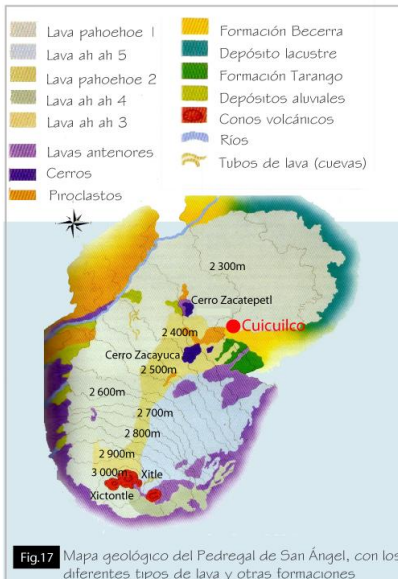 Lava pahoehoe 1
Lava ah ah 5
Lava pahoehoe 2
Lava ah ah 4
Lava ah ah 3
Lavas anteriores
Cerros
Piroclastos
Formación Becerra
Depósito lacustre
Formación Tarango
Depósitos aluviales
Conos volcánicos
Ríos
Tubos de lava (cuevas)
2 300m
Cerro Zacatepetl
2 400m
Cuicuilco
Cerro Zacayuca
2 500m
2 600m
2 700m
2 800m
2 900m
3 000m
Xitle
Xictontle
Fig.17 Mapa geológico del Pedregal de San Ángel, con los
diferentes tipos de lava y otras formaciones